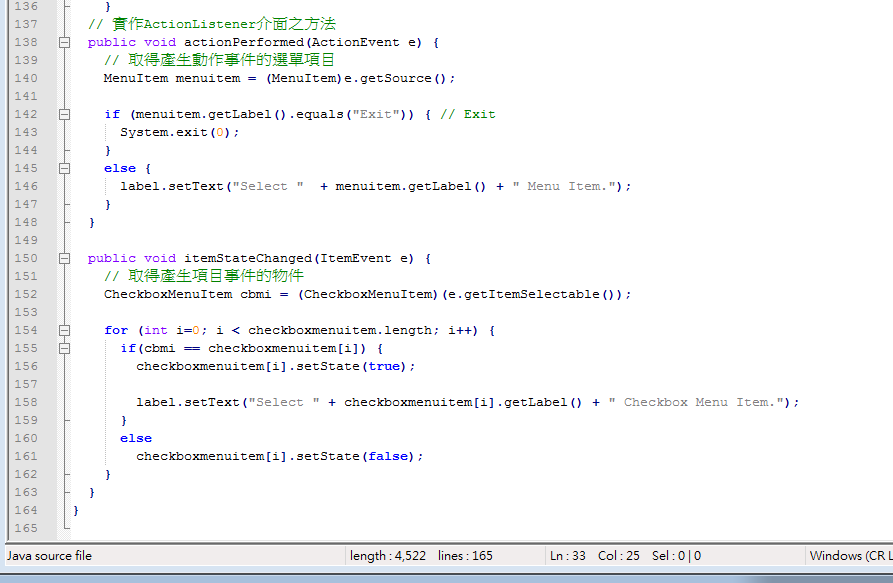 136 }
137 // 實作ActionListener介面之方法
138 public void actionPerformed(ActionEvent e) {
139 // 取得產生動作事件的選單項目
140 MenuItem menuitem = (MenuItem)e.getSource();
141
142 if (menuitem.getLabel().equals("Exit")) { // Exit
143 System.exit(0);
144 }
145 else {
146 label.setText("Select "  + menuitem.getLabel() + " Menu Item.");
147 }
148 }
149
150 public void itemStateChanged(ItemEvent e) {
151 // 取得產生項目事件的物件
152 CheckboxMenuItem cbmi = (CheckboxMenuItem)(e.getItemSelectable());
153
154 for (int i=0; i < checkboxmenuitem.length; i++) {
155 if(cbmi == checkboxmenuitem[i]) {
156 checkboxmenuitem[i].setState(true);
157
158 label.setText("Select " + checkboxmenuitem[i].getLabel() + " Checkbox Menu Item.");
159 }
160 else
161 checkboxmenuitem[i].setState(false);
162 }
163 }
164 }
165
Java source file length : 4,522 lines : 165 Ln : 33 Col : 25 Sel : 0 | 0 Windows (CR L